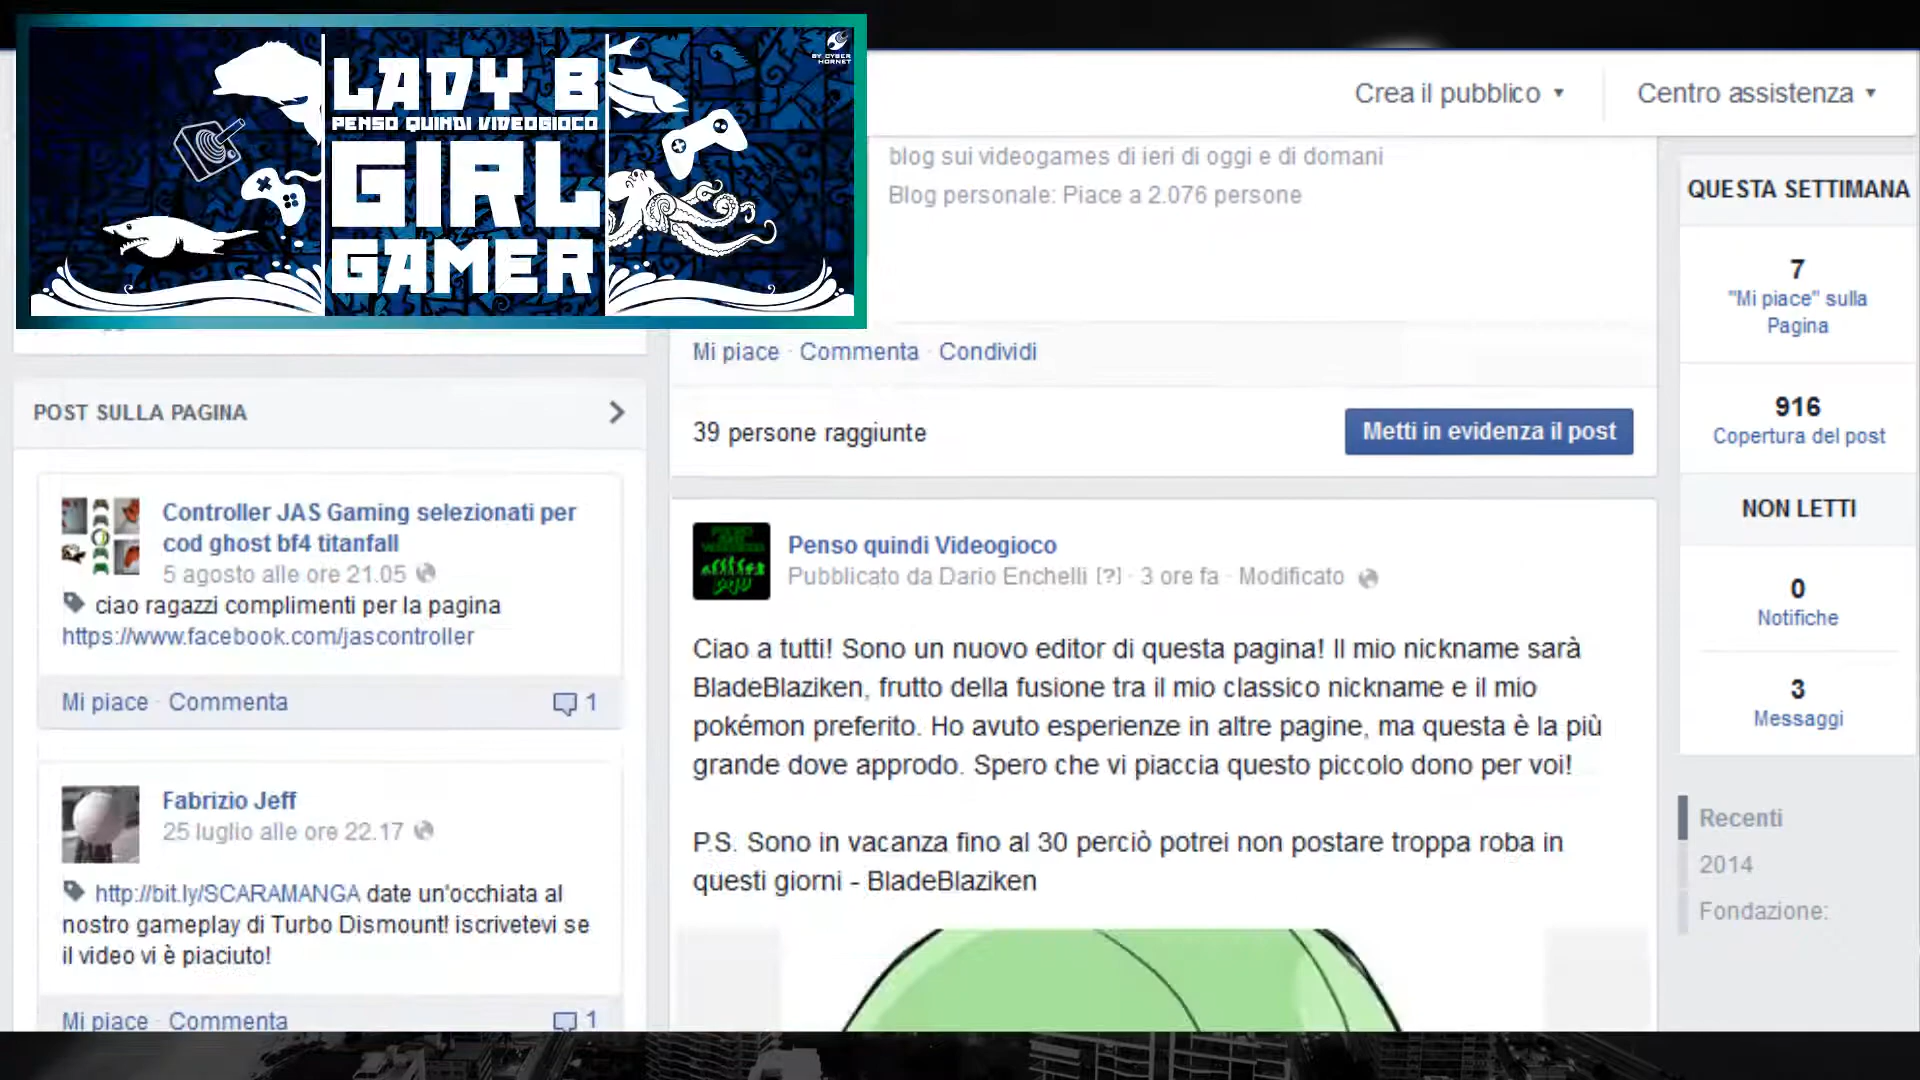 LADY B
PENSO QUINDI VIDEOGIOCO
GIRL
GAMER
BY CYBER
HORNET
Crea il pubblico
Centro assistenza
blog sui videogames di ieri di oggi e di domani
Blog personale: Piace a 2.076 persone
Mi piace · Commenta · Condividi
39 persone raggiunte
Metti in evidenza il post
POST SULLA PAGINA
Controller JAS Gaming selezionati per
cod ghost bf4 titanfall
5 agosto alle ore 21.05
ciao ragazzi complimenti per la pagina
https://www.facebook.com/jascontroller
Mi piace · Commenta
1
Fabrizio Jeff
25 luglio alle ore 22.17
http://bit.ly/SCARAMANGA date un'occhiata al
nostro gameplay di Turbo Dismount! iscrivetevi se
il video vi è piaciuto!
Mi piace · Commenta
1
Penso quindi Videogioco
Pubblicato da Dario Enchelli [?] · 3 ore fa · Modificato
Ciao a tutti! Sono un nuovo editor di questa pagina! Il mio nickname sarà
BladeBlaziken, frutto della fusione tra il mio classico nickname e il mio
pokémon preferito. Ho avuto esperienze in altre pagine, ma questa è la più
grande dove approdo. Spero che vi piaccia questo piccolo dono per voi!
P.S. Sono in vacanza fino al 30 perciò potrei non postare troppa roba in
questi giorni - BladeBlaziken
QUESTA SETTIMANA
7
"Mi piace" sulla
Pagina
916
Copertura del post
NON LETTI
0
Notifiche
3
Messaggi
Recenti
2014
Fondazione: